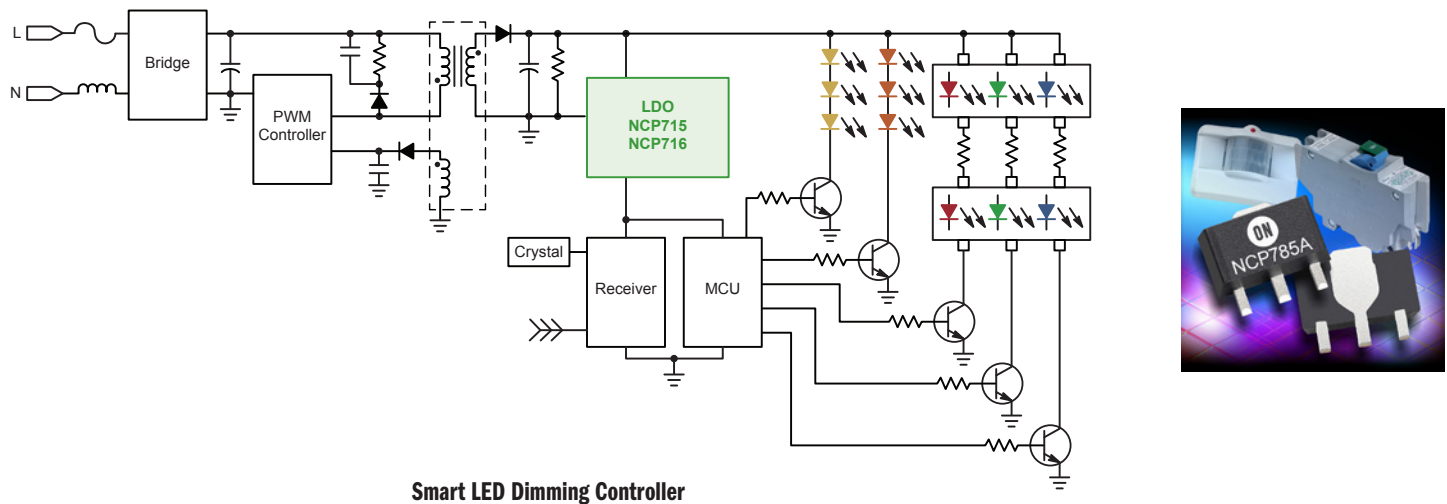 L
N
Bridge
PWM
Controller
LDO
NCP715
NCP716
Crystal
Receiver
MCU
ON
NCP785A
Smart LED Dimming Controller